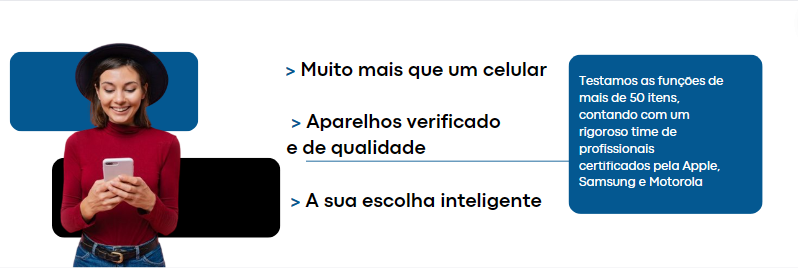 > Muito mais que um celular
> Aparelhos verificado
e de qualidade
> A sua escolha inteligente
Testamos as funções de
mais de 50 itens,
contando com um
rigoroso time de
profissionais
certificados pela Apple,
Samsung e Motorola